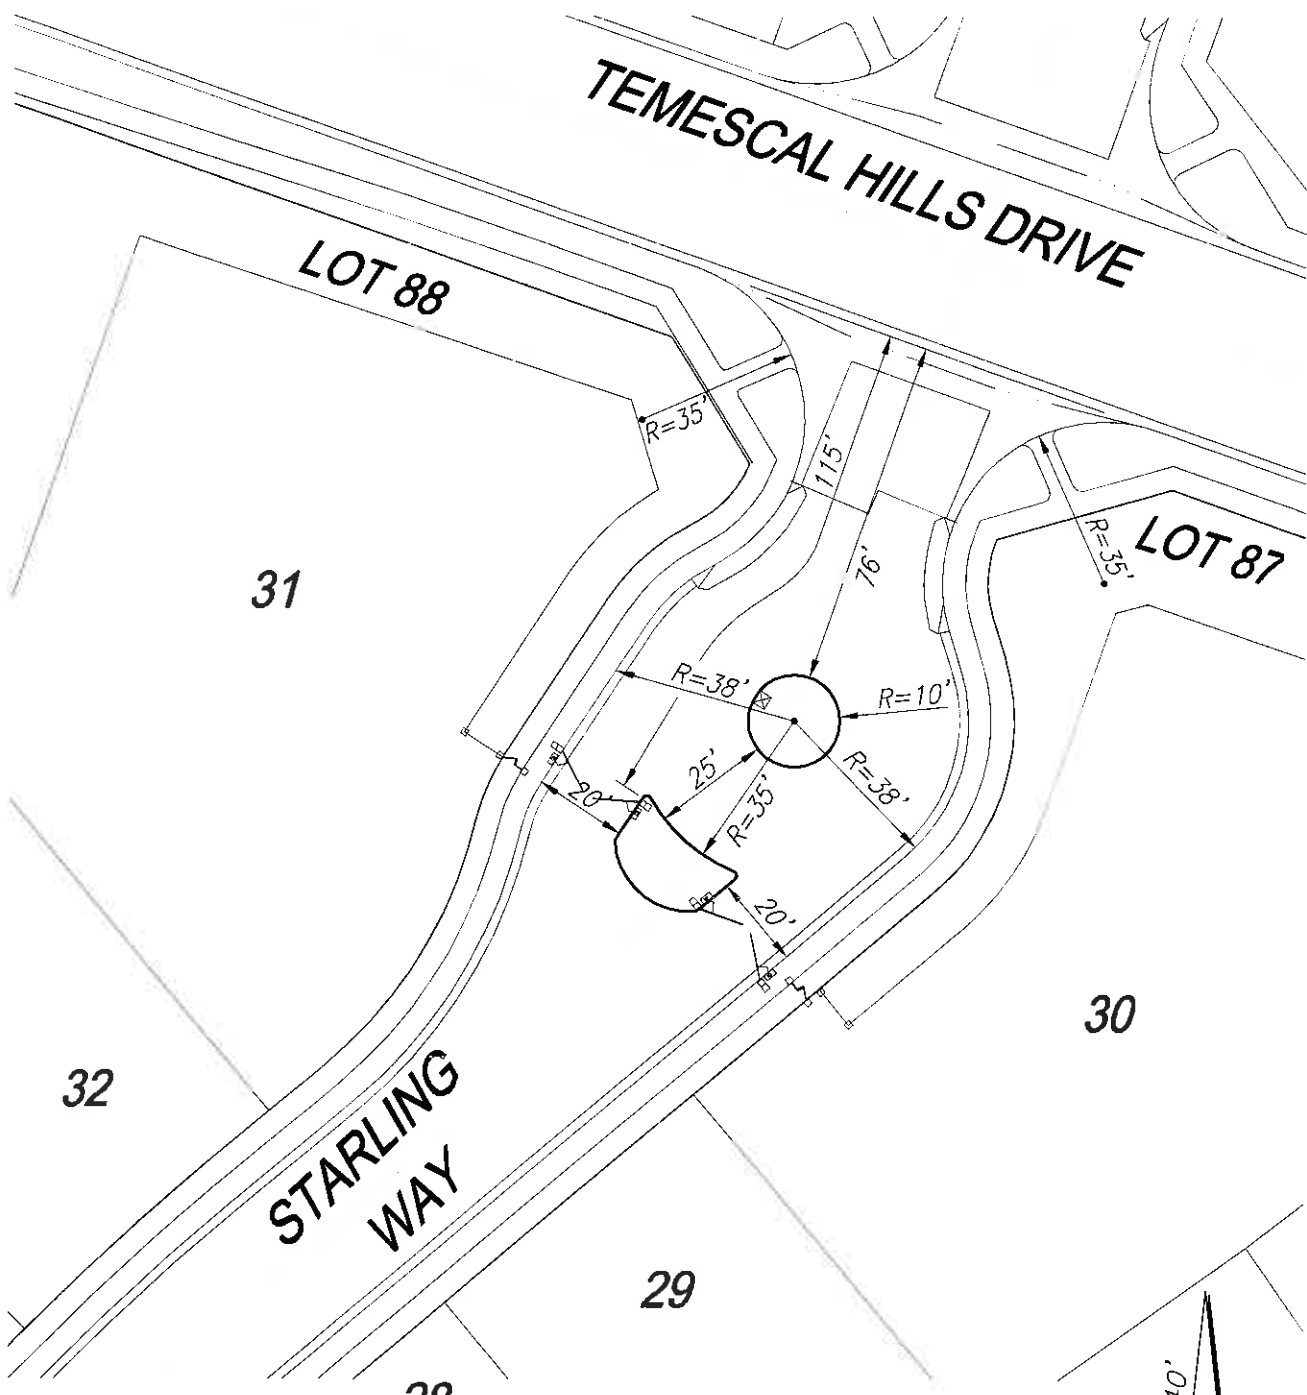 TEMESCAL HILLS DRIVE
LOT 88
R=35'
115'
76'
R=35'
LOT 87
31
R=38'
R=10'
25'
R=38'
20'
R=35'
20'
30
32
STARLING
WAY
29